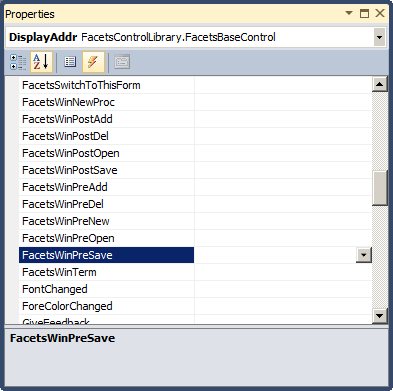 Properties
DisplayAddr FacetsControlLibrary.FacetsBaseControl
FacetsSwitchToThisForm
FacetsWinNewProc
FacetsWinPostAdd
FacetsWinPostDel
FacetsWinPostOpen
FacetsWinPostSave
FacetsWinPreAdd
FacetsWinPreDel
FacetsWinPreNew
FacetsWinPreOpen
FacetsWinPreSave
FacetsWinTerm
FontChanged
ForeColorChanged
GiveFeedback
FacetsWinPreSave